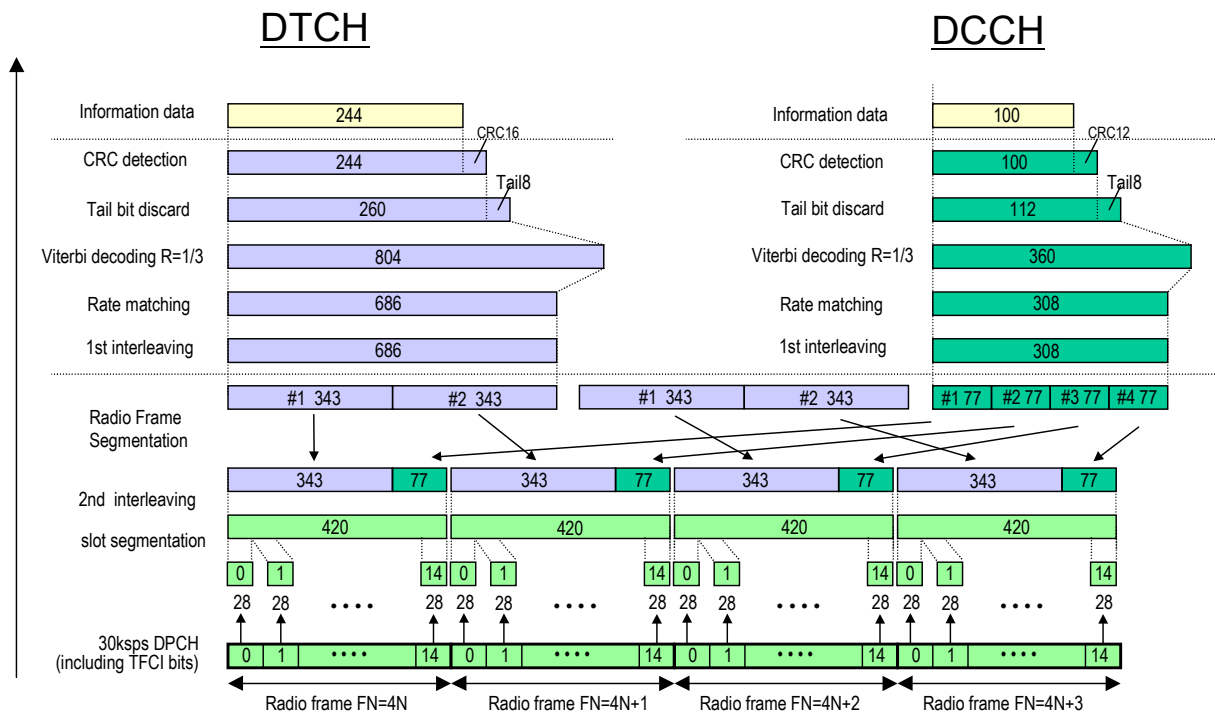 DTCH DCCH
Information data 244 Information data 100
CRC16 CRC12
CRC detection 244 CRC detection 100
Tail8 Tail8
Tail bit discard 260 Tail bit discard 112
Viterbi decoding R=1/3 804 Viterbi decoding R=1/3 360
Rate matching 686 Rate matching 308
1st interleaving 686 1st interleaving 308
#1 343 #2 343 #1 343 #2 343 #1 77 #2 77 #3 77 #4 77
Radio Frame
Segmentation
343 77 343 77 343 77 343 77
2nd interleaving
420 420 420 420
slot segmentation
0 1 14 0 1 14 0 1 14 0 1 14
28 28 •••• 28 28 28 •••• 28 28 28 •••• 28 28 28 •••• 28
30ksps DPCH
(including TFCI bits)
0 1 •••• 14 0 1 •••• 14 0 1 •••• 14 0 1 •••• 14
Radio frame FN=4N Radio frame FN=4N+1 Radio frame FN=4N+2 Radio frame FN=4N+3